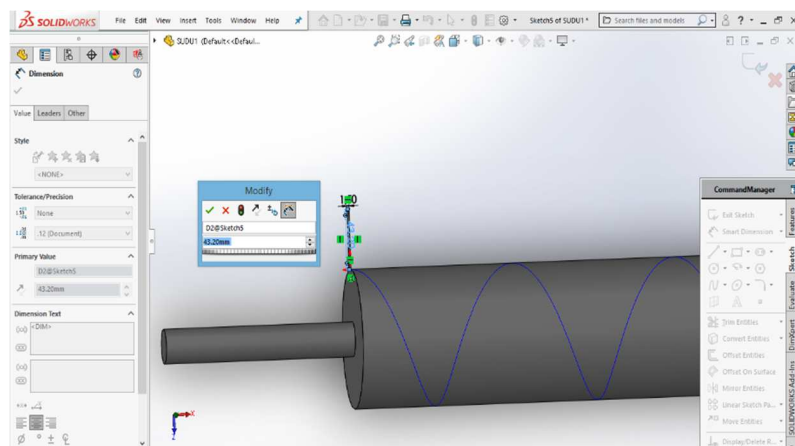 SOLIDWORKS
File Edit View Insert Tools Window Help
Sketch5 of SUDU1 *
Search files and models
SUDU1 (Default<<Defaul...
Dimension
Value Leaders Other
Style
<NONE>
Tolerance/Precision
None
.12 (Document)
Primary Value
D2@Sketch5
43.20mm
Dimension Text
<DIM>
Modify
D2@Sketch5
43.20mm
CommandManager
Exit Sketch
Smart Dimension
Trim Entities
Convert Entities
Offset Entities
Offset On Surface
Mirror Entities
Linear Sketch Pa...
Move Entities
Display/Delete R...
Features
Sketch
Evaluate
DimXpert
SOLIDWORKS Add-Ins